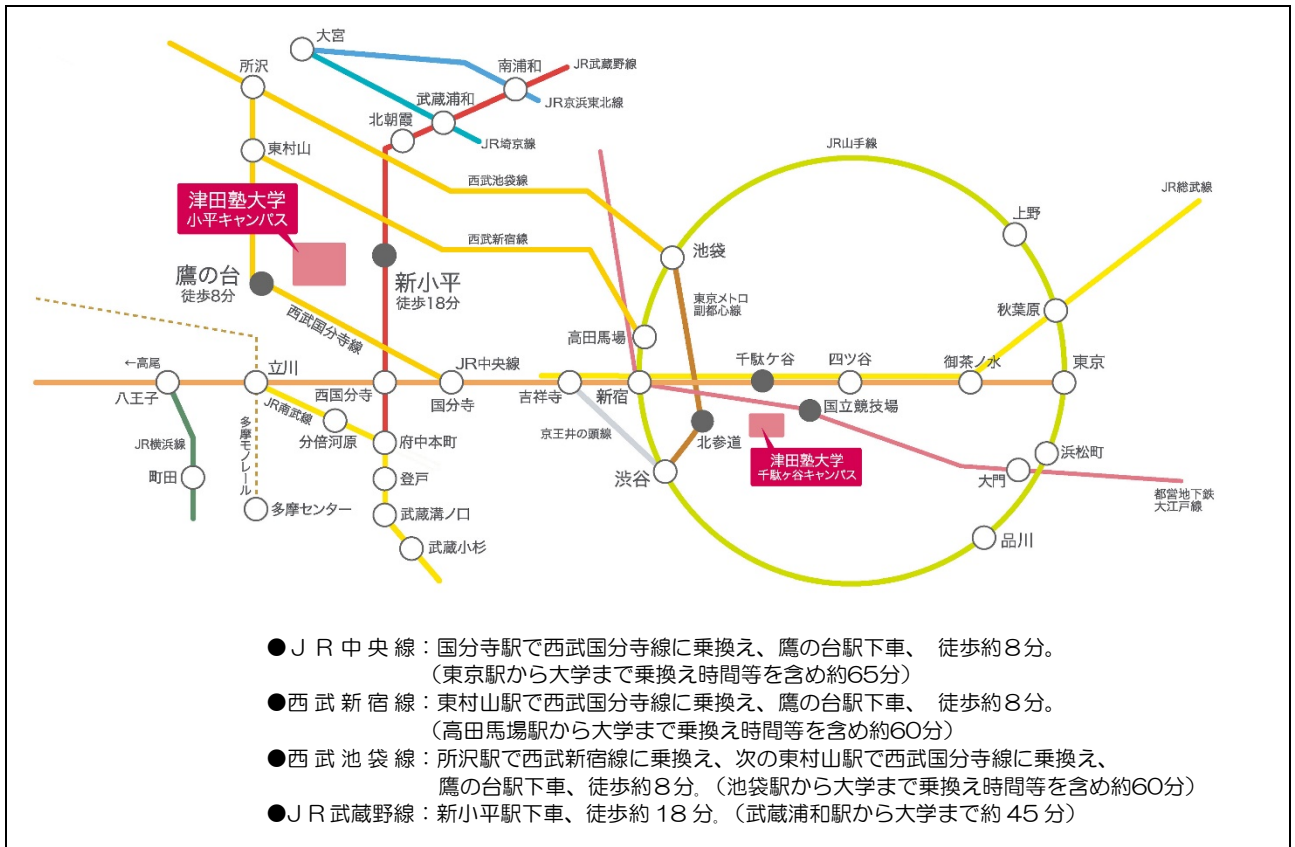 大宮
所沢
南浦和
JR武蔵野線
武蔵浦和
JR京浜東北線
北朝霞
東村山
JR埼京線
JR山手線
西武池袋線
JR総武線
津田塾大学
小平キャンパス
上野
西武新宿線
池袋
鷹の台
徒歩8分
新小平
徒歩18分
東京メトロ
副都心線
秋葉原
西武国分寺線
高田馬場
←高尾
立川
JR中央線
千駄ケ谷
四ツ谷
御茶ノ水
東京
八王子
西国分寺
国分寺
吉祥寺
新宿
JR南武線
国立競技場
多摩モノレール
分倍河原
府中本町
京王井の頭線
北参道
JR横浜線
浜松町
町田
登戸
渋谷
津田塾大学
千駄ヶ谷キャンパス
大門
都営地下鉄
大江戸線
多摩センター
武蔵溝ノ口
武蔵小杉
品川
●ＪＲ中央線：国分寺駅で西武国分寺線に乗換え、鷹の台駅下車、　徒歩約８分。
（東京駅から大学まで乗換え時間等を含め約65分）
●西武新宿線：東村山駅で西武国分寺線に乗換え、鷹の台駅下車、　徒歩約８分。
（高田馬場駅から大学まで乗換え時間等を含め約60分）
●西武池袋線：所沢駅で西武新宿線に乗換え、次の東村山駅で西武国分寺線に乗換え、
鷹の台駅下車、徒歩約８分。（池袋駅から大学まで乗換え時間等を含め約60分）
●ＪＲ武蔵野線：新小平駅下車、徒歩約 18 分。（武蔵浦和駅から大学まで約 45 分）